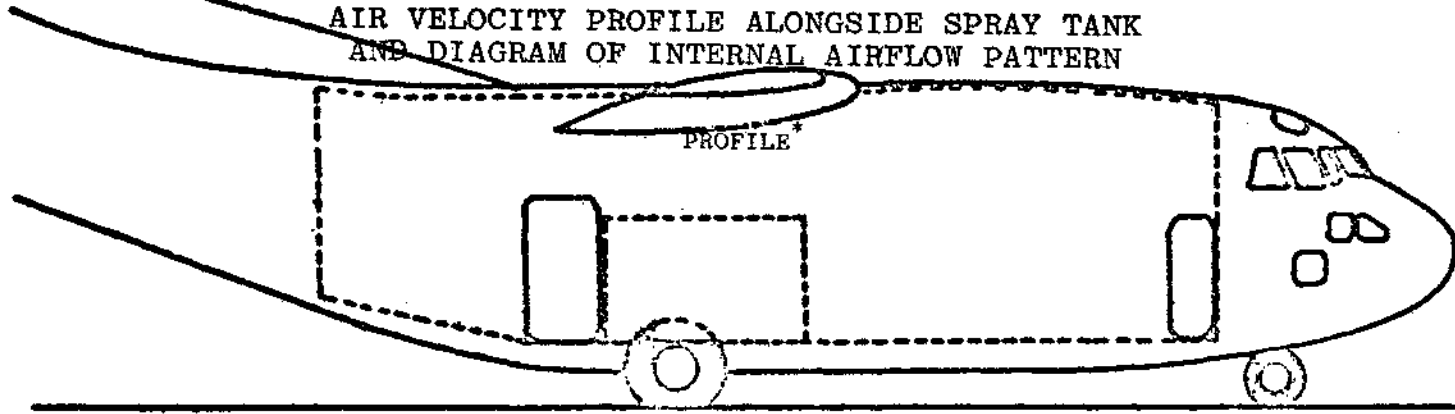 AIR VELOCITY PROFILE ALONGSIDE SPRAY TANK
AND DIAGRAM OF INTERNAL AIRFLOW PATTERN
PROFILE*